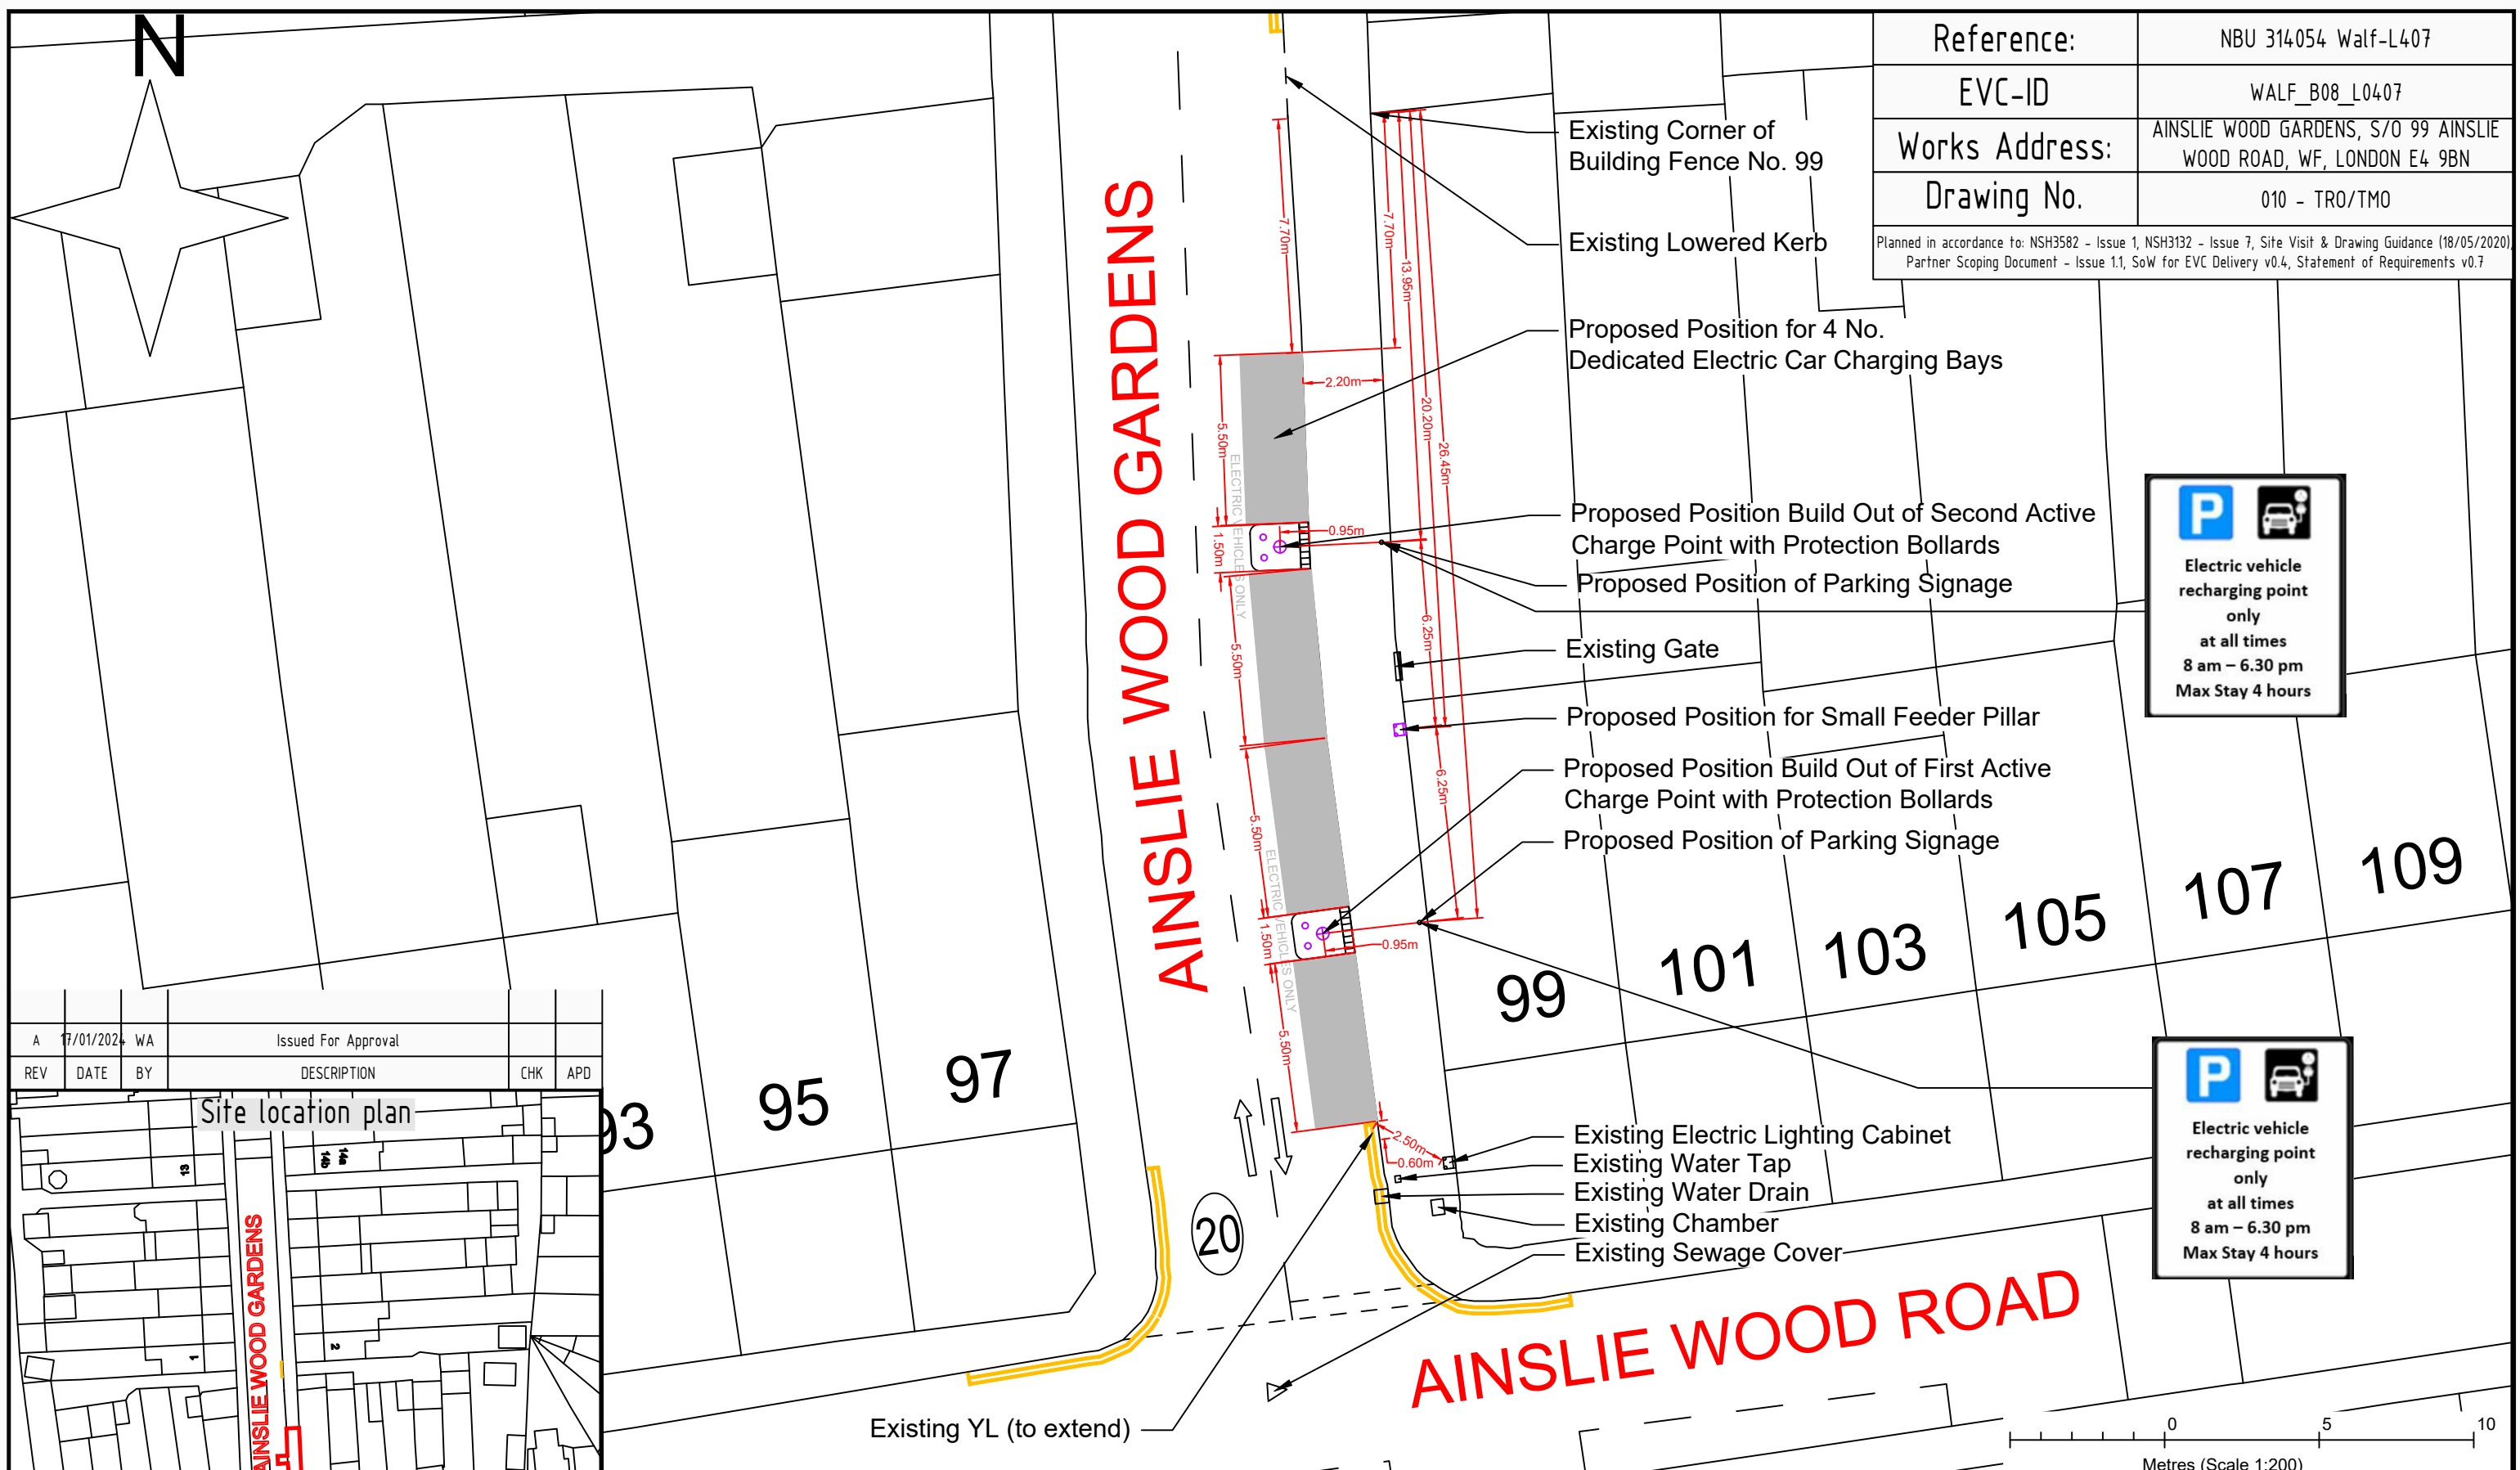 N
Reference:
NBU 314054 Walf-L407
EVC-ID
WALF_B08_L0407
Works Address:
AINSLIE WOOD GARDENS, S/O 99 AINSLIE
WOOD ROAD, WF, LONDON E4 9BN
Drawing No.
010 - TRO/TMO
Planned in accordance to: NSH3582 - Issue 1, NSH3132 - Issue 7, Site Visit & Drawing Guidance (18/05/2020),
Partner Scoping Document - Issue 1.1, SoW for EVC Delivery v0.4, Statement of Requirements v0.7
Existing Corner of
Building Fence No. 99
Existing Lowered Kerb
Proposed Position for 4 No.
Dedicated Electric Car Charging Bays
Proposed Position Build Out of Second Active
Charge Point with Protection Bollards
Proposed Position of Parking Signage
Existing Gate
Proposed Position for Small Feeder Pillar
Proposed Position Build Out of First Active
Charge Point with Protection Bollards
Proposed Position of Parking Signage
Existing Electric Lighting Cabinet
Existing Water Tap
Existing Water Drain
Existing Chamber
Existing Sewage Cover
Existing YL (to extend)
AINSLIE WOOD GARDENS
AINSLIE WOOD ROAD
7.70m
7.70m
13.95m
20.20m
26.45m
2.20m
5.50m
1.50m
0.95m
5.50m
6.25m
5.50m
6.25m
1.50m
0.95m
5.50m
2.50m
0.60m
ELECTRIC VEHICLES ONLY
ELECTRIC VEHICLES ONLY
20
93
95
97
99
101
103
105
107
109
P
Electric vehicle
recharging point
only
at all times
8 am – 6.30 pm
Max Stay 4 hours
P
Electric vehicle
recharging point
only
at all times
8 am – 6.30 pm
Max Stay 4 hours
A 17/01/2024 WA Issued For Approval
REV DATE BY DESCRIPTION CHK APD
Site location plan
13
14b
14a
1
2
AINSLIE WOOD GARDENS
0 5 10
Metres (Scale 1:200)